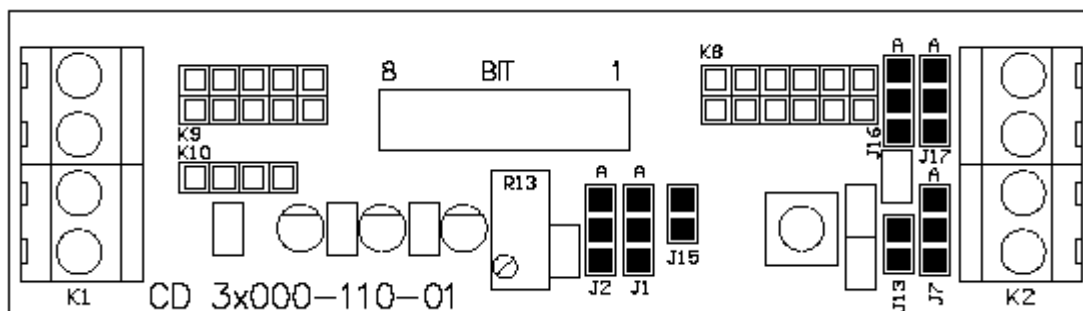 K8 A A
8 BIT 1
K9
K10
J16 J17
R13 A A A
J15
J2 J1
J13 J7
K1 CD 3x000-110-01 K2